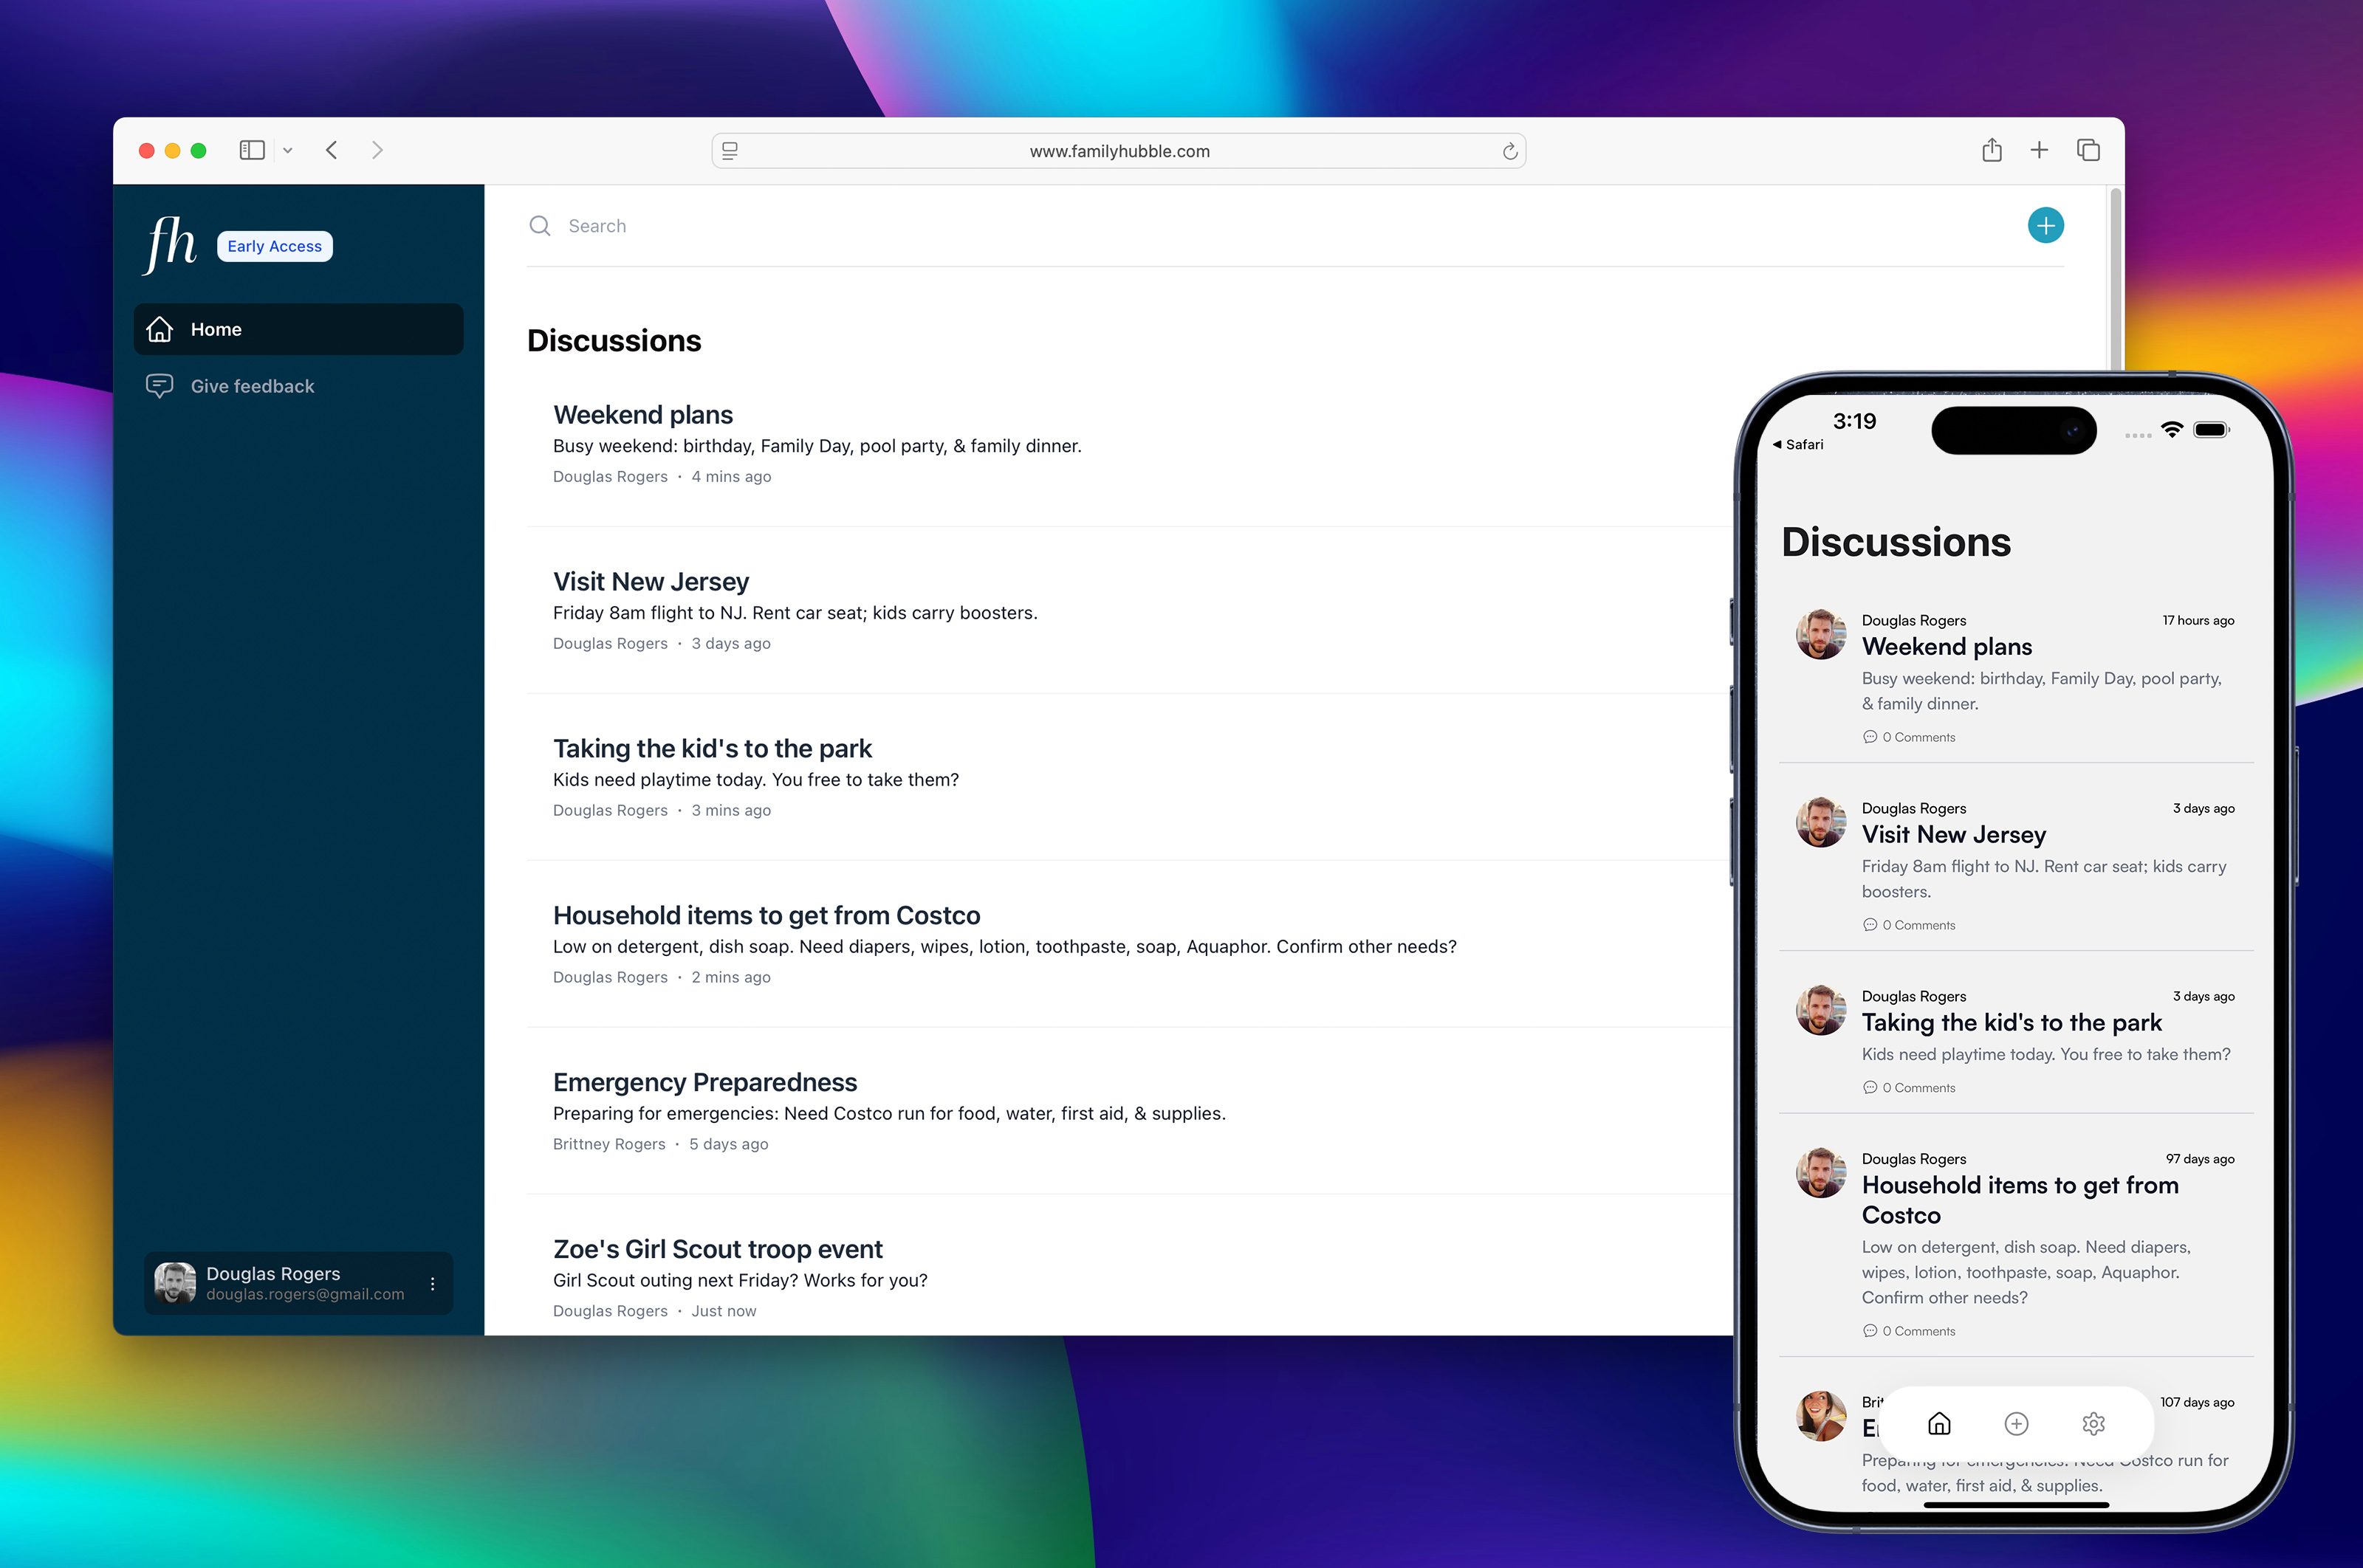 www.familyhubble.com
fh
Early Access
Home
Give feedback
Douglas Rogers
douglas.rogers@gmail.com
Search
Discussions
Weekend plans
Busy weekend: birthday, Family Day, pool party, & family dinner.
Douglas Rogers · 4 mins ago
Visit New Jersey
Friday 8am flight to NJ. Rent car seat; kids carry boosters.
Douglas Rogers · 3 days ago
Taking the kid's to the park
Kids need playtime today. You free to take them?
Douglas Rogers · 3 mins ago
Household items to get from Costco
Low on detergent, dish soap. Need diapers, wipes, lotion, toothpaste, soap, Aquaphor. Confirm other needs?
Douglas Rogers · 2 mins ago
Emergency Preparedness
Preparing for emergencies: Need Costco run for food, water, first aid, & supplies.
Brittney Rogers · 5 days ago
Zoe's Girl Scout troop event
Girl Scout outing next Friday? Works for you?
Douglas Rogers · Just now
3:19
Safari
Discussions
Douglas Rogers 17 hours ago
Weekend plans
Busy weekend: birthday, Family Day, pool party,
& family dinner.
0 Comments
Douglas Rogers 3 days ago
Visit New Jersey
Friday 8am flight to NJ. Rent car seat; kids carry
boosters.
0 Comments
Douglas Rogers 3 days ago
Taking the kid's to the park
Kids need playtime today. You free to take them?
0 Comments
Douglas Rogers 97 days ago
Household items to get from
Costco
Low on detergent, dish soap. Need diapers,
wipes, lotion, toothpaste, soap, Aquaphor.
Confirm other needs?
0 Comments
107 days ago
Preparing for emergencies: Need Costco run for
food, water, first aid, & supplies.